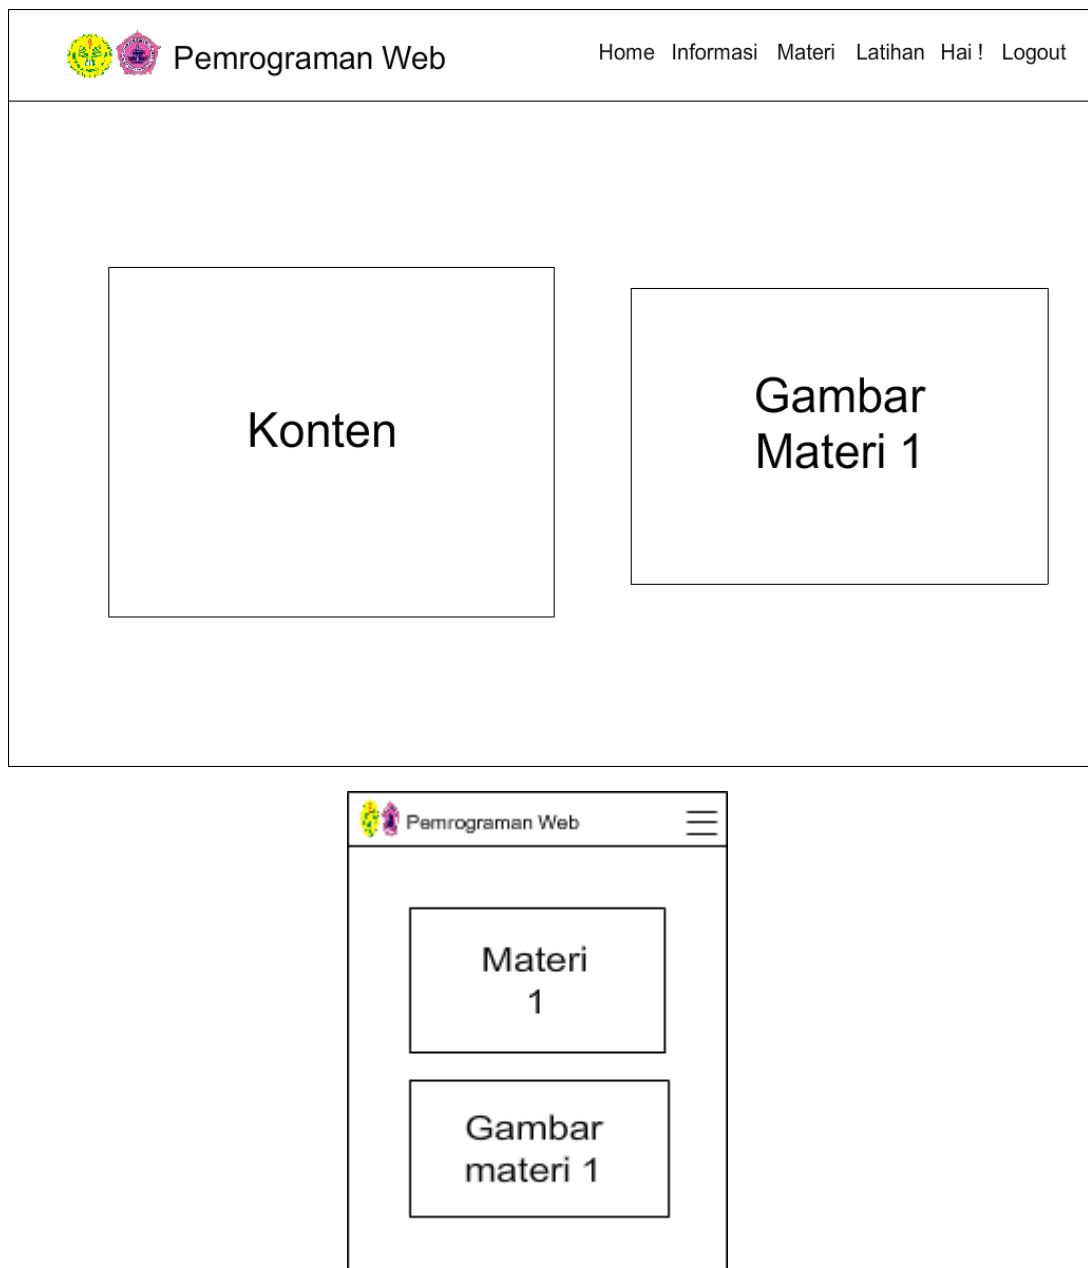 Pemrograman Web
Home Informasi Materi Latihan Hai ! Logout
Konten
Gambar
Materi 1
Pemrograman Web
Materi
1
Gambar
materi 1